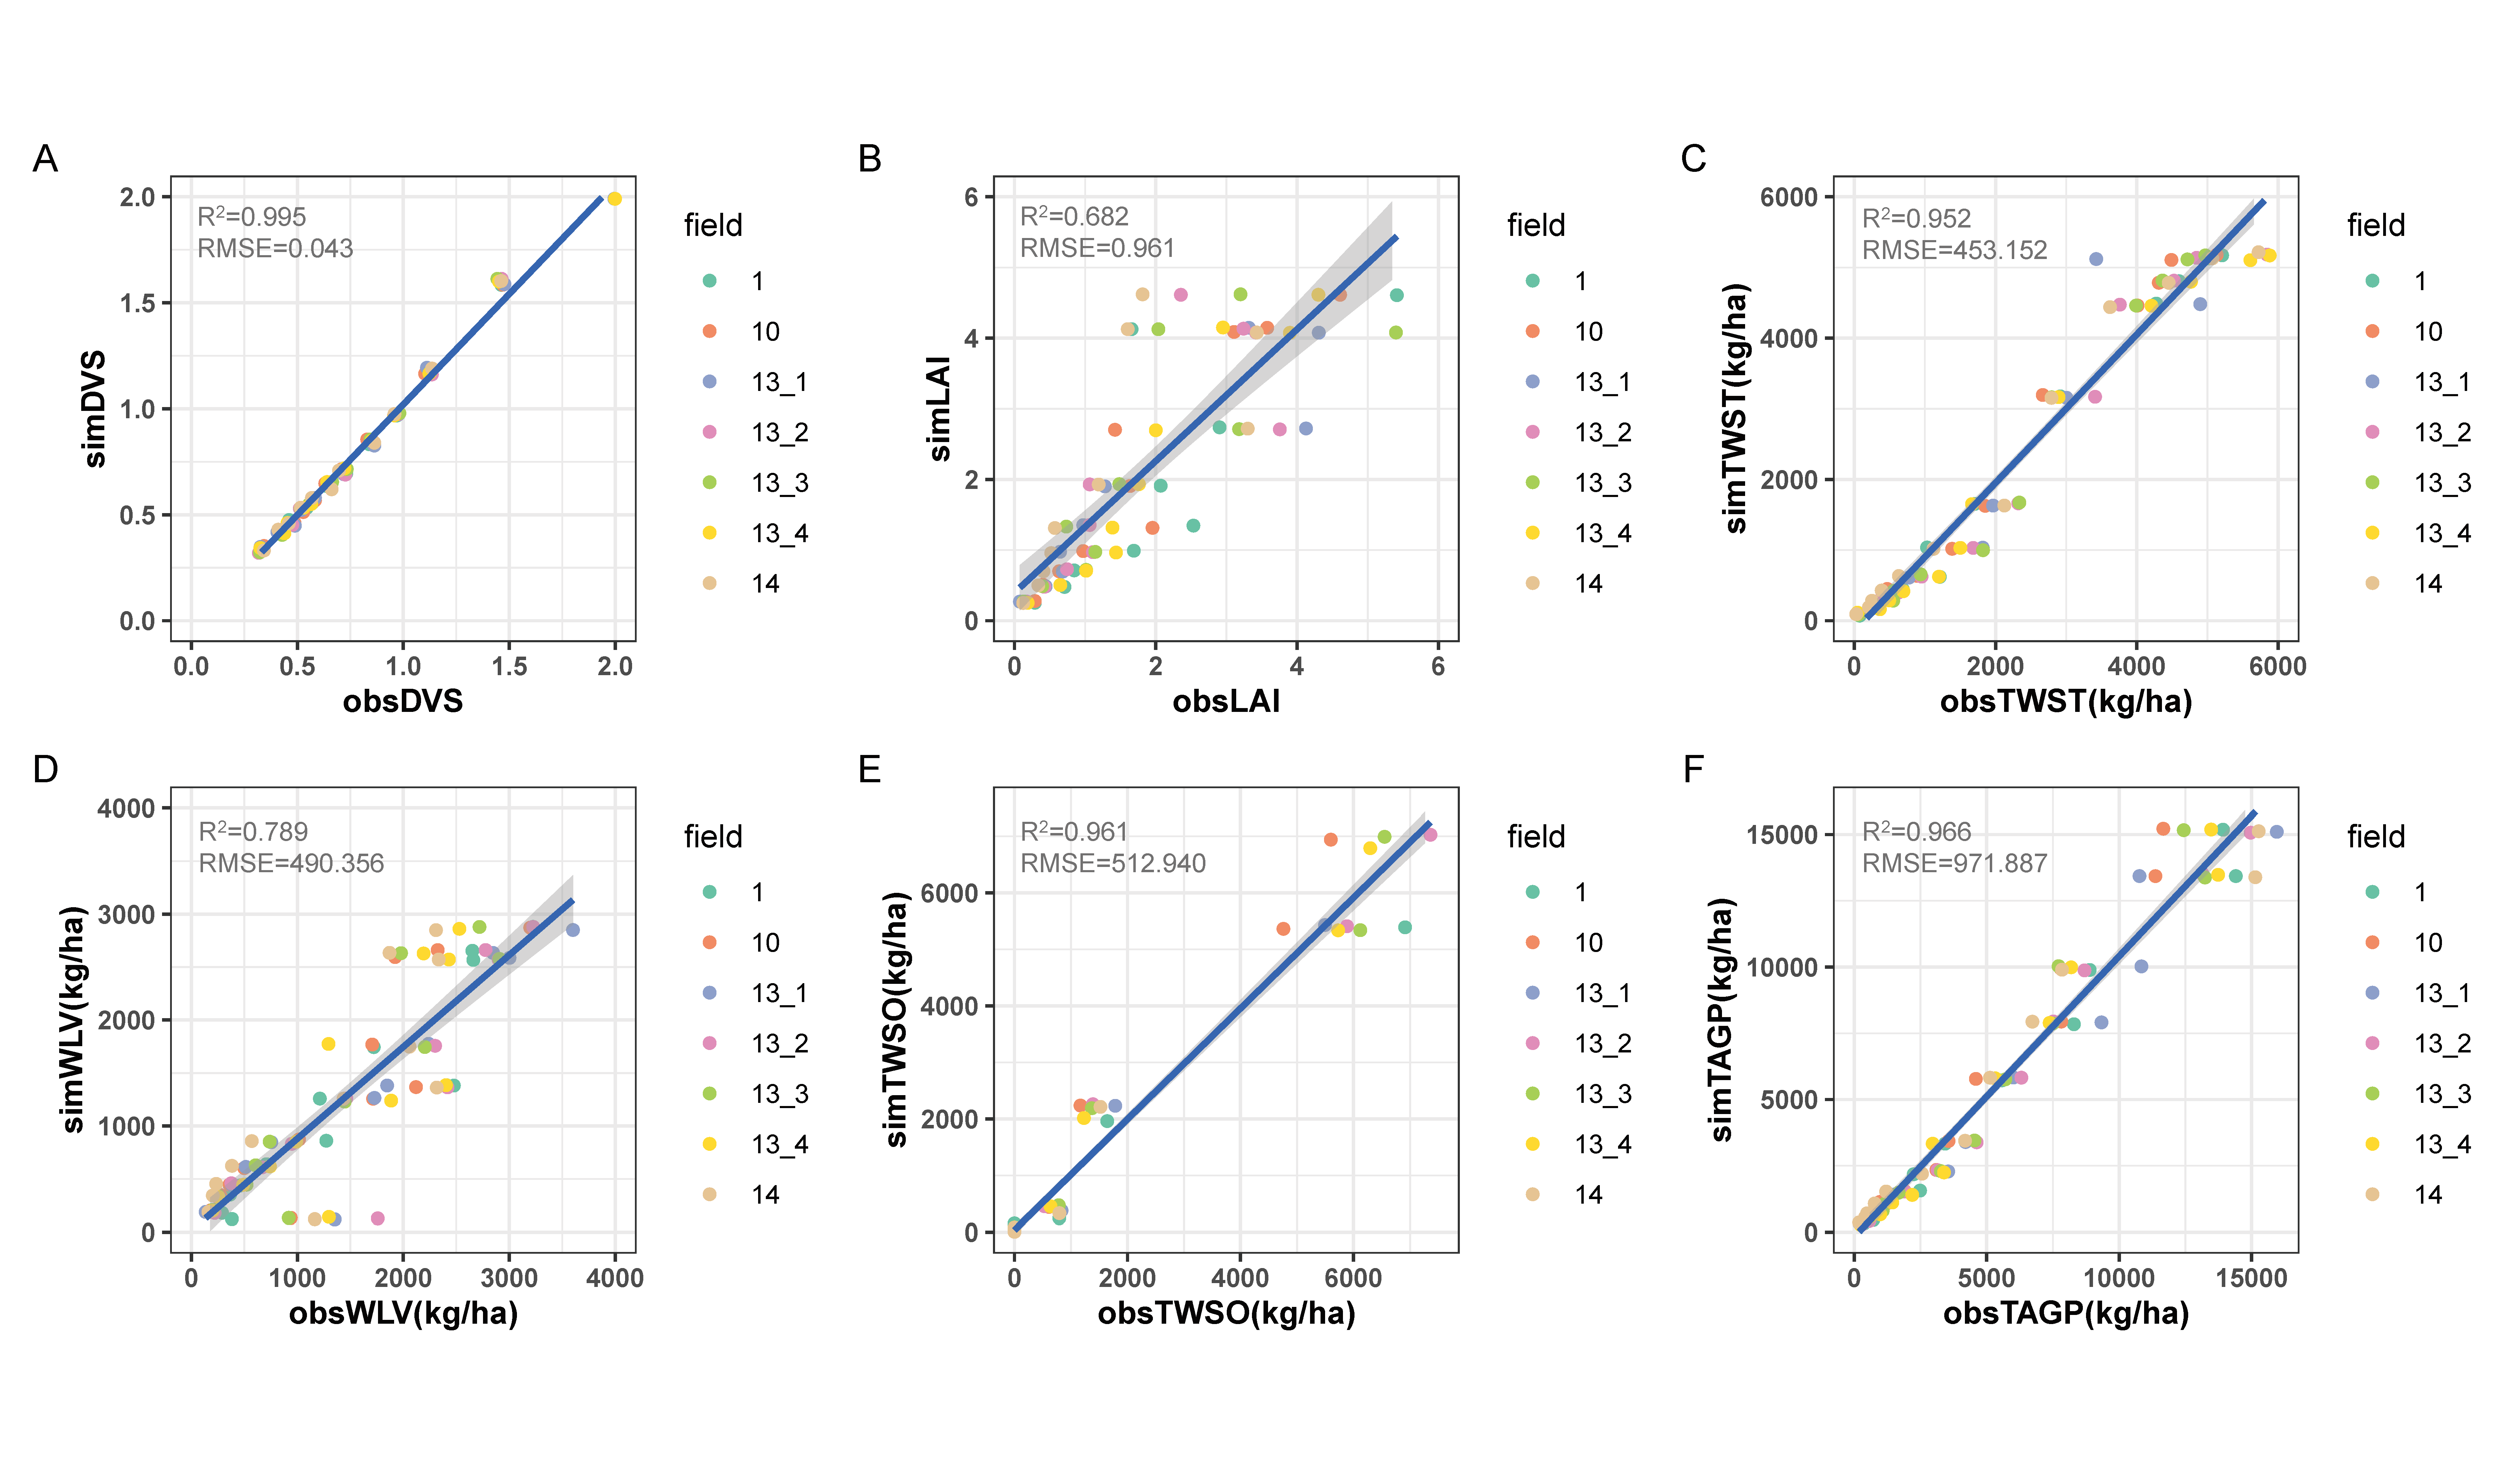 A
R²=0.995
RMSE=0.043
simDVS
2.0
1.5
1.0
0.5
0.0
0.0 0.5 1.0 1.5 2.0
obsDVS
field
1
10
13_1
13_2
13_3
13_4
14
B
R²=0.682
RMSE=0.961
simLAI
6
4
2
0
0 2 4 6
obsLAI
field
1
10
13_1
13_2
13_3
13_4
14
C
R²=0.952
RMSE=453.152
simTWST(kg/ha)
6000
4000
2000
0
0 2000 4000 6000
obsTWST(kg/ha)
field
1
10
13_1
13_2
13_3
13_4
14
D
R²=0.789
RMSE=490.356
simWLV(kg/ha)
4000
3000
2000
1000
0
0 1000 2000 3000 4000
obsWLV(kg/ha)
field
1
10
13_1
13_2
13_3
13_4
14
E
R²=0.961
RMSE=512.940
simTWSO(kg/ha)
6000
4000
2000
0
0 2000 4000 6000
obsTWSO(kg/ha)
field
1
10
13_1
13_2
13_3
13_4
14
F
R²=0.966
RMSE=971.887
simTAGP(kg/ha)
15000
10000
5000
0
0 5000 10000 15000
obsTAGP(kg/ha)
field
1
10
13_1
13_2
13_3
13_4
14